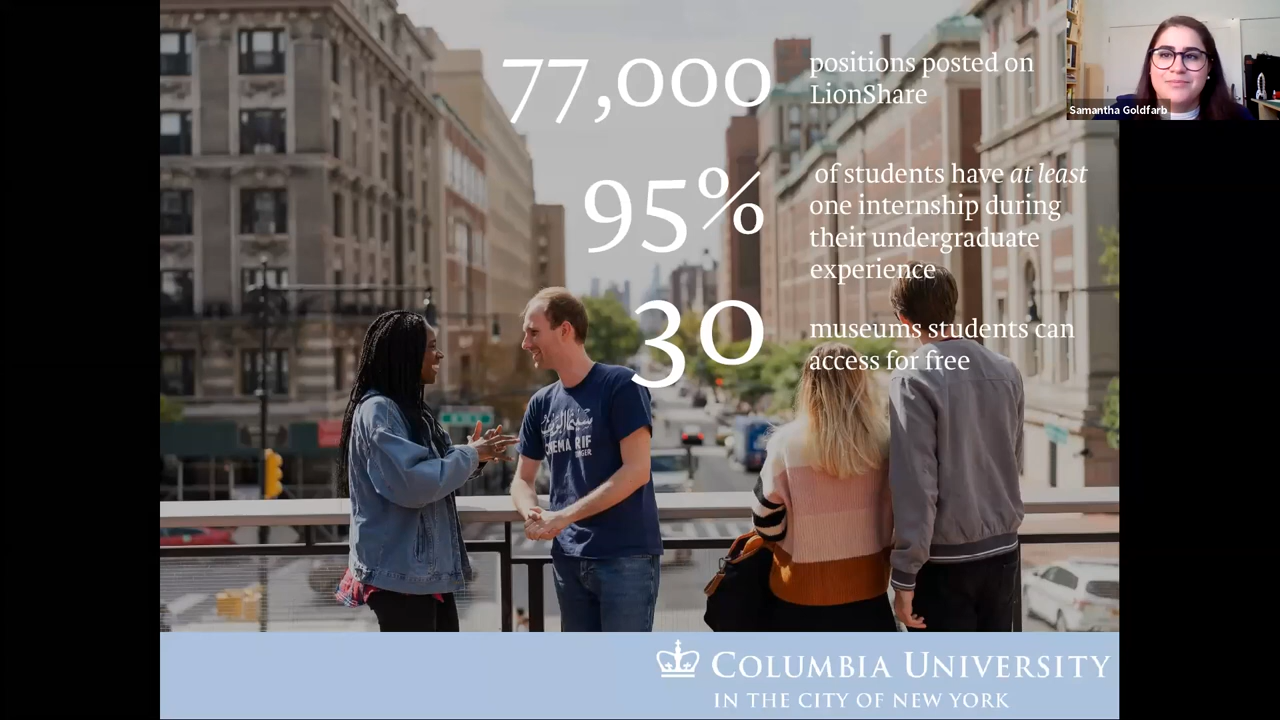 77,000
positions posted on
LionShare
Samantha Goldfarb
95%
of students have at least
one internship during
their undergraduate
experience
30
museums students can
access for free
COLUMBIA UNIVERSITY
IN THE CITY OF NEW YORK